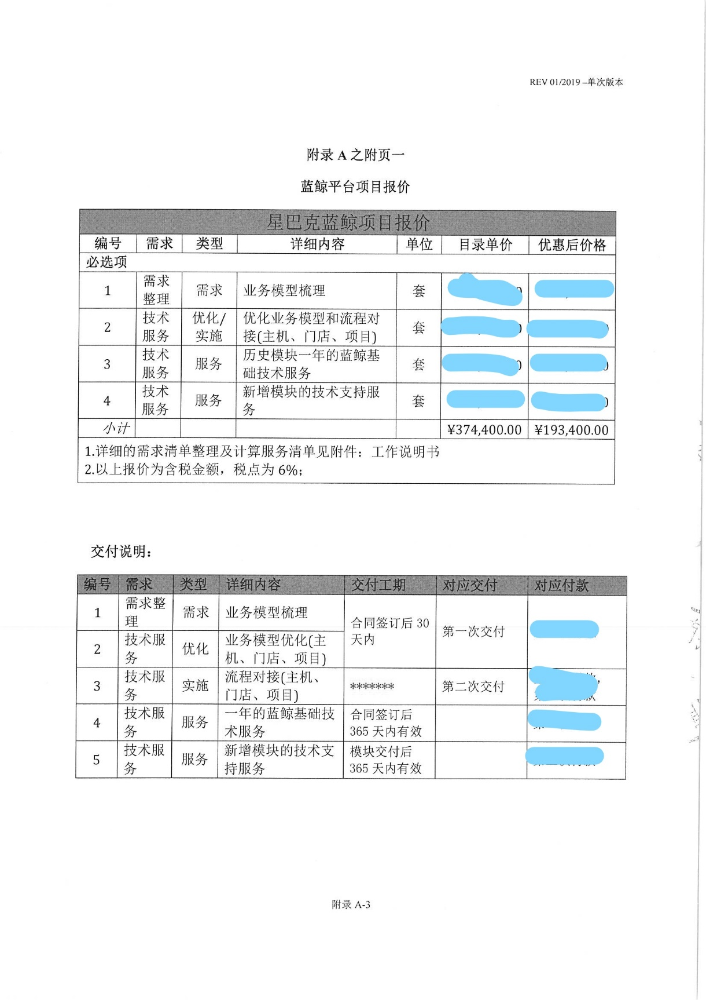 REV 01/2019 –单次版本
附录 A 之附页一
蓝鲸平台项目报价
星巴克蓝鲸项目报价
编号 需求 类型 详细内容 单位 目录单价 优惠后价格
必选项
1 需求整理 需求 业务模型梳理 套
2 技术服务 优化/实施 优化业务模型和流程对接(主机、门店、项目) 套
3 技术服务 服务 历史模块一年的蓝鲸基础技术服务 套
4 技术服务 服务 新增模块的技术支持服务 套
小计 ¥374,400.00 ¥193,400.00
1.详细的需求清单整理及计算服务清单见附件：工作说明书
2.以上报价为含税金额，税点为 6%；
交付说明：
编号 需求 类型 详细内容 交付工期 对应交付 对应付款
1 需求整理 需求 业务模型梳理 合同签订后 30 天内 第一次交付
2 技术服务 优化 业务模型优化(主机、门店、项目)
3 技术服务 实施 流程对接(主机、门店、项目) ******* 第二次交付
4 技术服务 服务 一年的蓝鲸基础技术服务 合同签订后 365 天内有效
5 技术服务 服务 新增模块的技术支持服务 模块交付后 365 天内有效
附录 A-3